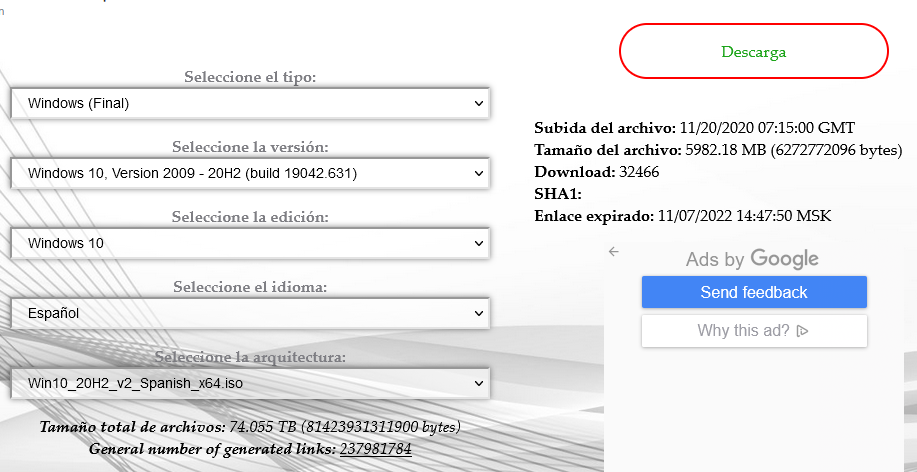 Seleccione el tipo:
Windows (Final)
Seleccione la versión:
Windows 10, Version 2009 - 20H2 (build 19042.631)
Seleccione la edición:
Windows 10
Seleccione el idioma:
Español
Seleccione la arquitectura:
Win10_20H2_v2_Spanish_x64.iso
Tamaño total de archivos: 74.055 TB (81423931311900 bytes)
General number of generated links: 237981784
Descarga
Subida del archivo: 11/20/2020 07:15:00 GMT
Tamaño del archivo: 5982.18 MB (6272772096 bytes)
Download: 32466
SHA1:
Enlace expirado: 11/07/2022 14:47:50 MSK
Ads by Google
Send feedback
Why this ad?